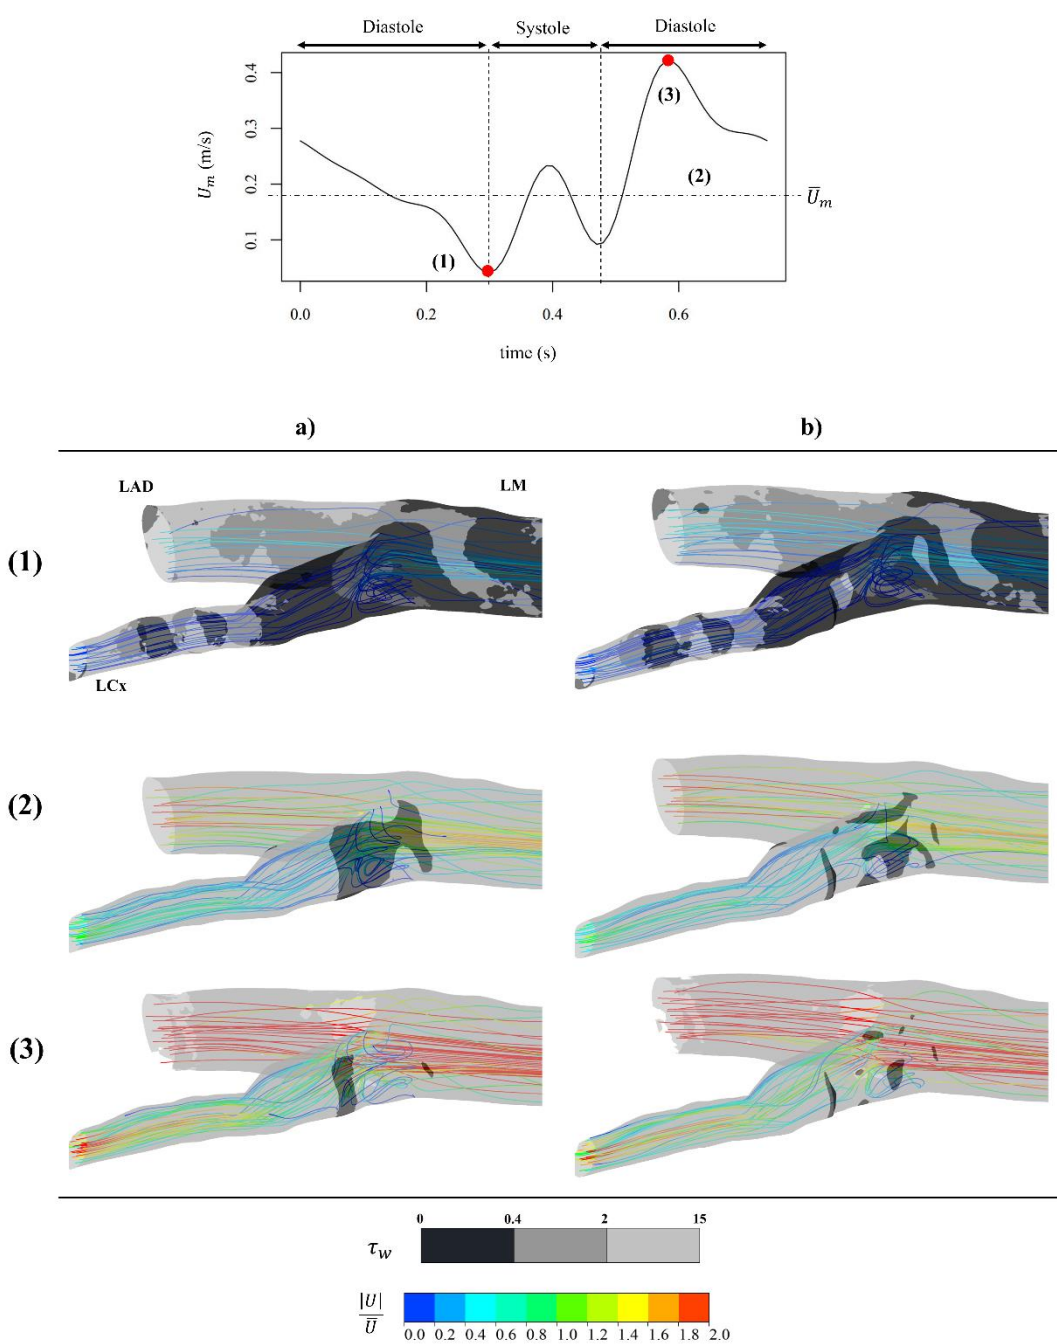 Diastole Systole Diastole
0.4
0.3
0.2
0.1
U_m (m/s)
(3)
(2)
(1)
Ū_m
0.0 0.2 0.4 0.6
time (s)
a) b)
LAD LM
(1)
LCx
(2)
(3)
0 0.4 2 15
τ_w
|U|
Ū
0.0 0.2 0.4 0.6 0.8 1.0 1.2 1.4 1.6 1.8 2.0